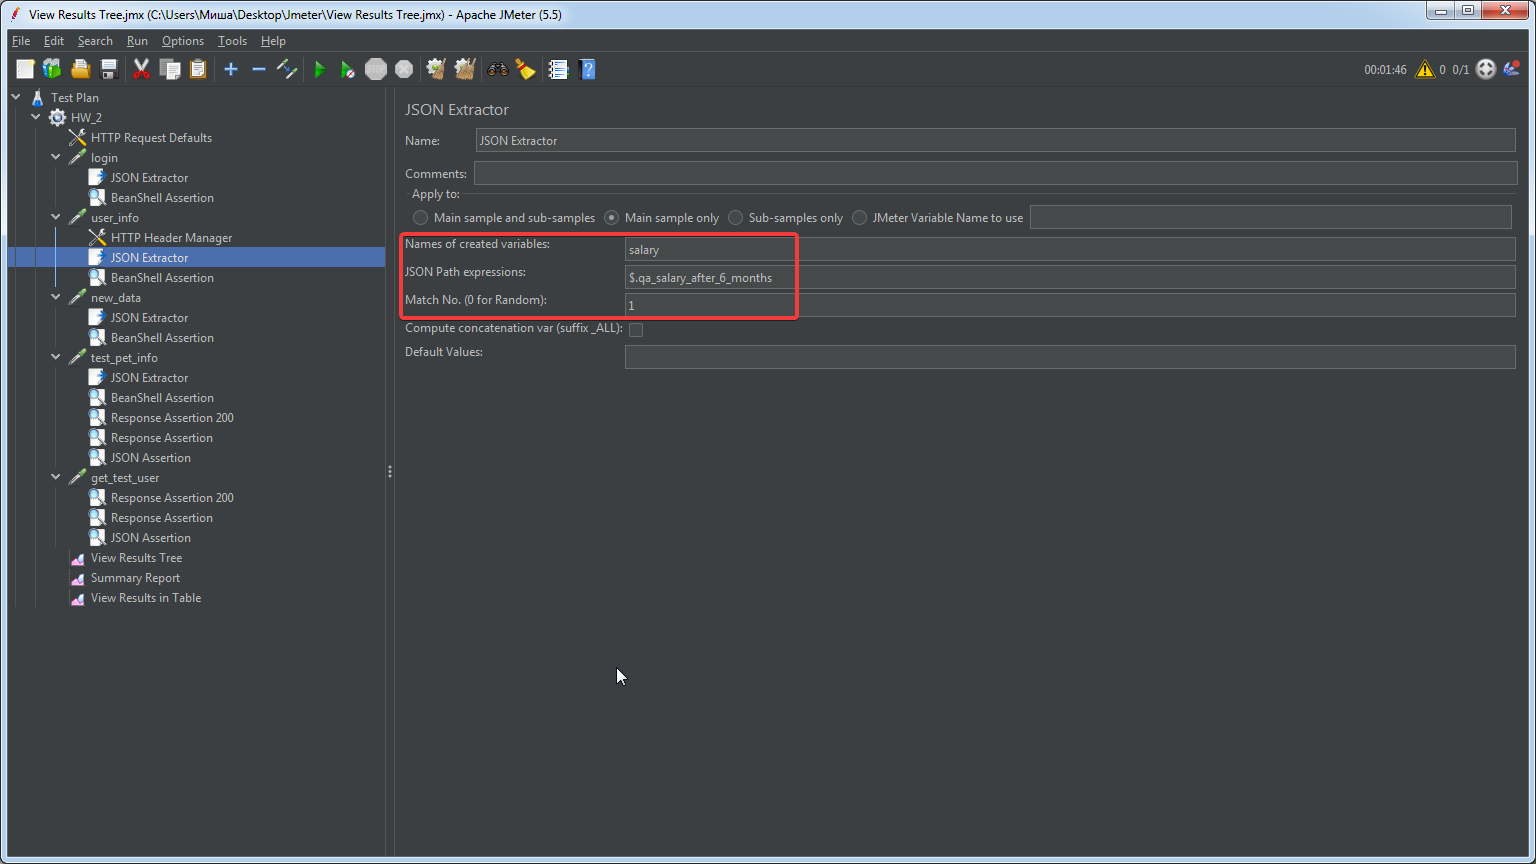 View Results Tree.jmx (C:\Users\Миша\Desktop\Jmeter\View Results Tree.jmx) - Apache JMeter (5.5)
File Edit Search Run Options Tools Help
00:01:46 0 0/1
Test Plan
HW_2
HTTP Request Defaults
login
JSON Extractor
BeanShell Assertion
user_info
HTTP Header Manager
JSON Extractor
BeanShell Assertion
new_data
JSON Extractor
BeanShell Assertion
test_pet_info
JSON Extractor
BeanShell Assertion
Response Assertion 200
Response Assertion
JSON Assertion
get_test_user
Response Assertion 200
Response Assertion
JSON Assertion
View Results Tree
Summary Report
View Results in Table
JSON Extractor
Name: JSON Extractor
Comments:
Apply to:
Main sample and sub-samples Main sample only Sub-samples only JMeter Variable Name to use
Names of created variables: salary
JSON Path expressions: $.qa_salary_after_6_months
Match No. (0 for Random): 1
Compute concatenation var (suffix _ALL):
Default Values: